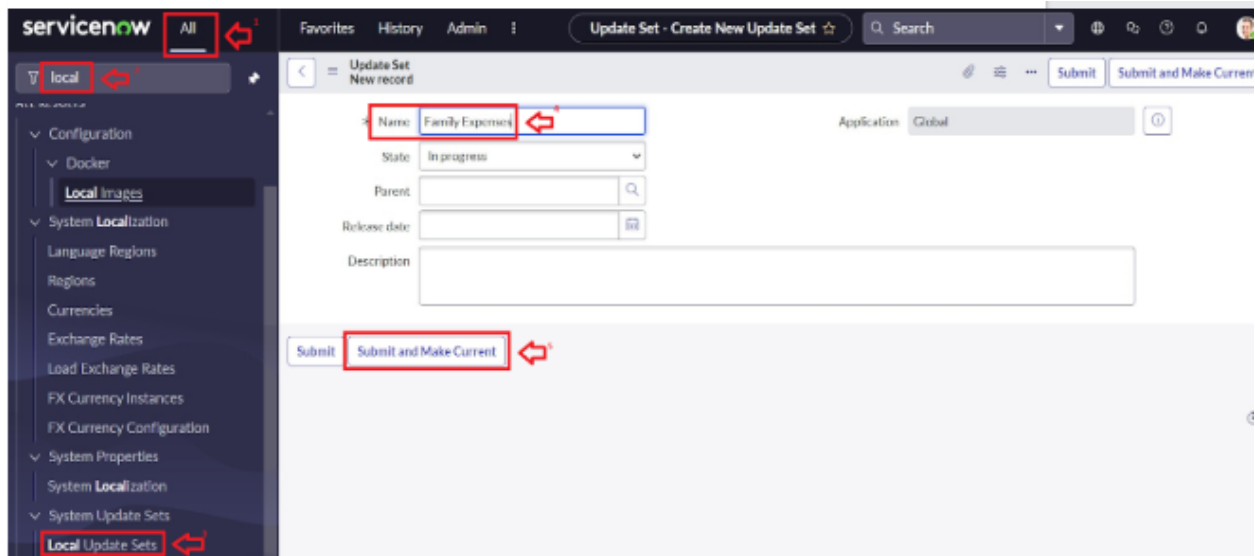 servicenow All Favorites History Admin Update Set - Create New Update Set Search
local
Update Set
New record
Submit Submit and Make Current
ALL RESULTS
Configuration
Docker
Local Images
System Localization
Language Regions
Regions
Currencies
Exchange Rates
Load Exchange Rates
FX Currency Instances
FX Currency Configuration
System Properties
System Localization
System Update Sets
Local Update Sets
Name Family Expenses
Application Global
State In progress
Parent
Release date
Description
Submit Submit and Make Current